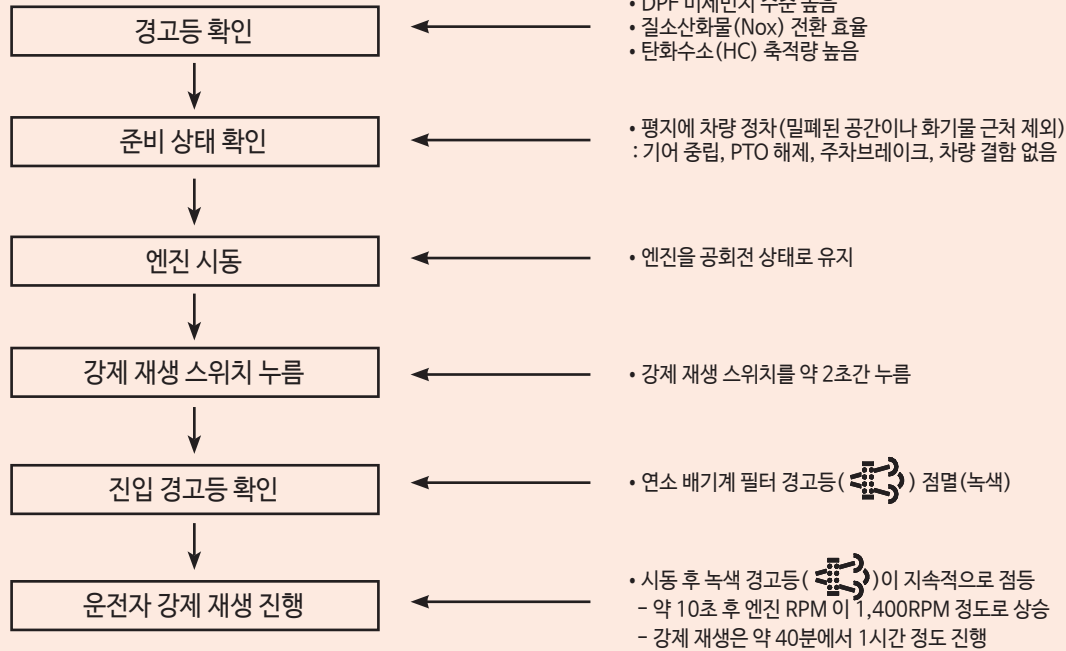 • DPF 미세먼지 수준 높음
경고등 확인
• 질소산화물(Nox) 전환 효율
• 탄화수소(HC) 축적량 높음
준비 상태 확인
• 평지에 차량 정차(밀폐된 공간이나 화기물 근처 제외)
: 기어 중립, PTO 해제, 주차브레이크, 차량 결함 없음
엔진 시동
• 엔진을 공회전 상태로 유지
강제 재생 스위치 누름
• 강제 재생 스위치를 약 2초간 누름
진입 경고등 확인
• 연소 배기계 필터 경고등( ) 점멸(녹색)
운전자 강제 재생 진행
• 시동 후 녹색 경고등( )이 지속적으로 점등
- 약 10초 후 엔진 RPM 이 1,400RPM 정도로 상승
- 강제 재생은 약 40분에서 1시간 정도 진행